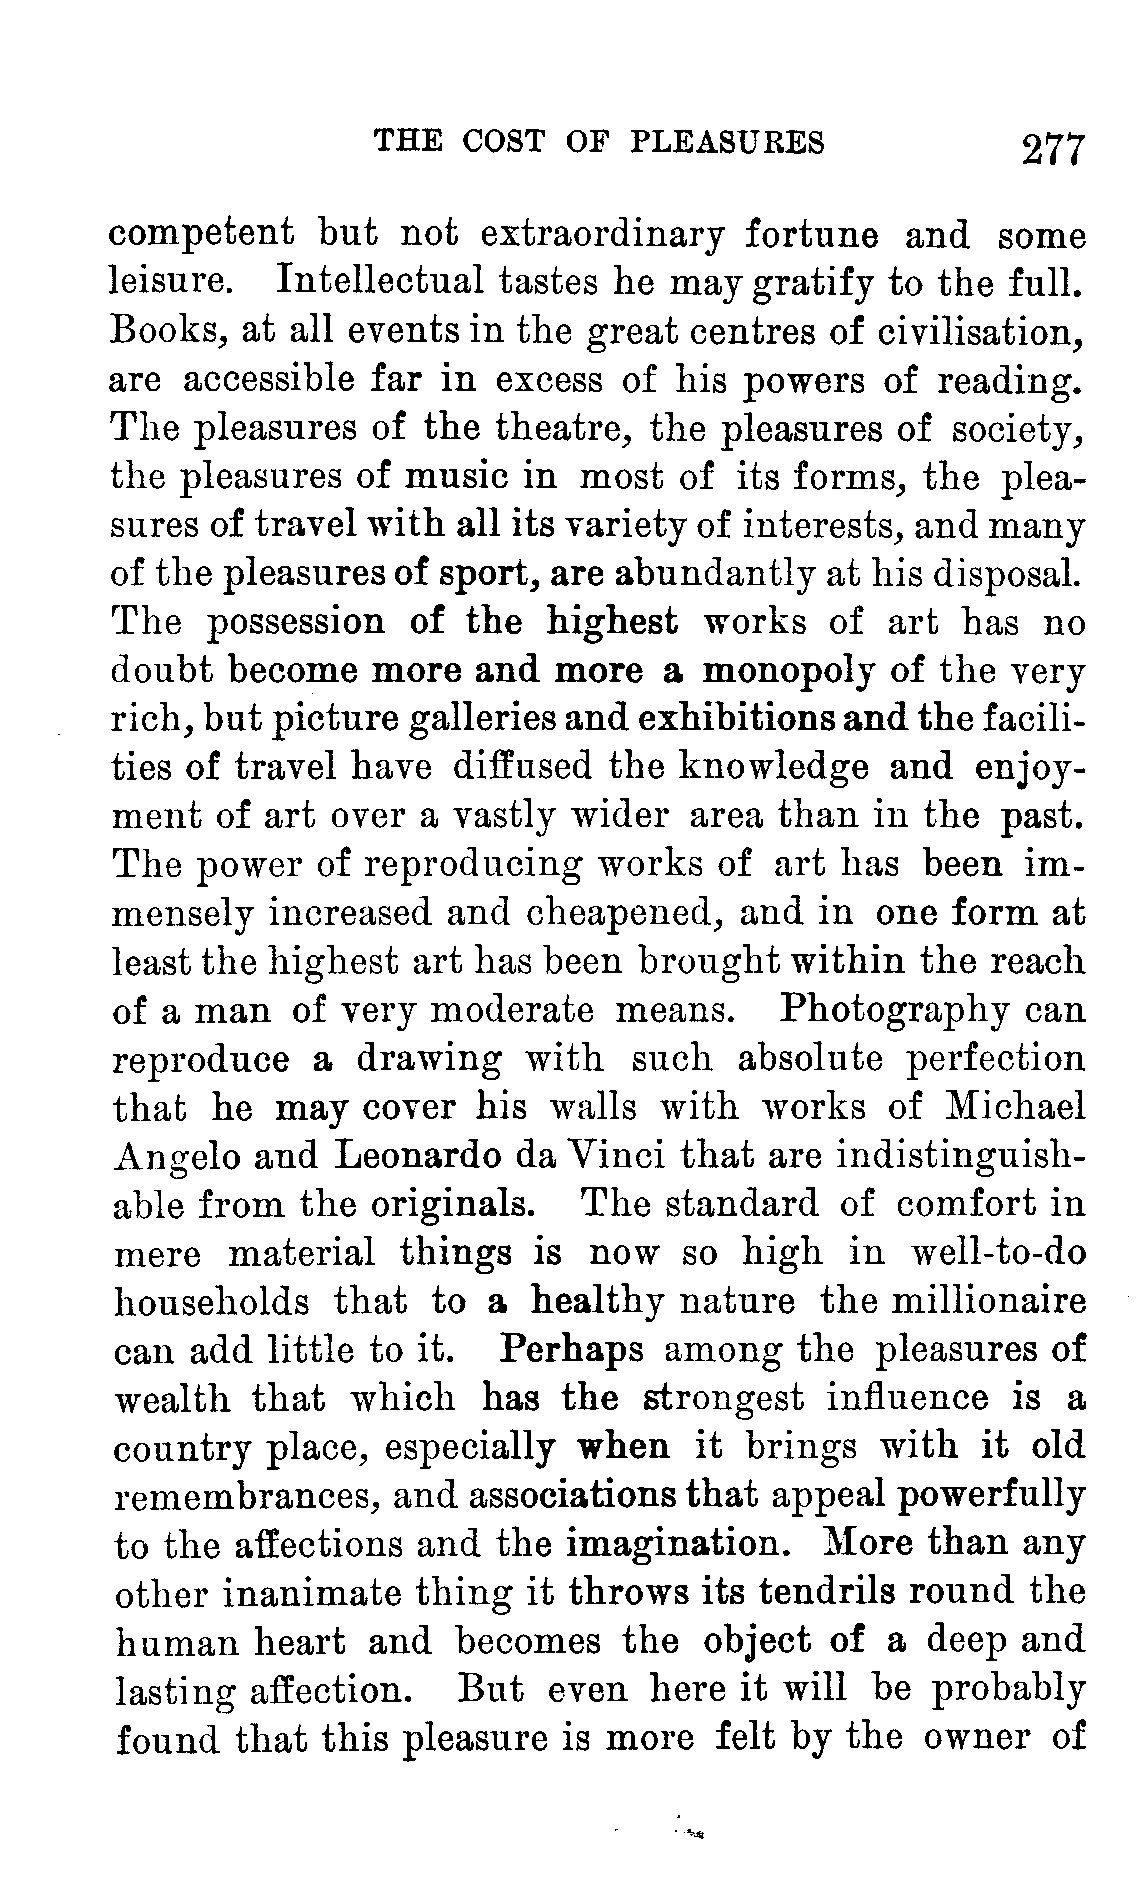 THE COST OF PLEASURES 277
competent but not extraordinary fortune and some
leisure. Intellectual tastes he may gratify to the full.
Books, at all events in the great centres of civilisation,
are accessible far in excess of his powers of reading.
The pleasures of the theatre, the pleasures of society,
the pleasures of music in most of its forms, the plea-
sures of travel with all its variety of interests, and many
of the pleasures of sport, are abundantly at his disposal.
The possession of the highest works of art has no
doubt become more and more a monopoly of the very
rich, but picture galleries and exhibitions and the facili-
ties of travel have diffused the knowledge and enjoy-
ment of art over a vastly wider area than in the past.
The power of reproducing works of art has been im-
mensely increased and cheapened, and in one form at
least the highest art has been brought within the reach
of a man of very moderate means. Photography can
reproduce a drawing with such absolute perfection
that he may cover his walls with works of Michael
Angelo and Leonardo da Vinci that are indistinguish-
able from the originals. The standard of comfort in
mere material things is now so high in well-to-do
households that to a healthy nature the millionaire
can add little to it. Perhaps among the pleasures of
wealth that which has the strongest influence is a
country place, especially when it brings with it old
remembrances, and associations that appeal powerfully
to the affections and the imagination. More than any
other inanimate thing it throws its tendrils round the
human heart and becomes the object of a deep and
lasting affection. But even here it will be probably
found that this pleasure is more felt by the owner of